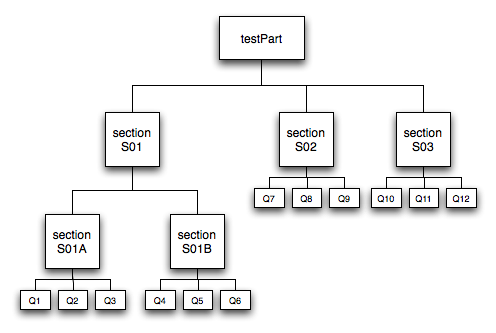 testPart
section
S01
section
S02
section
S03
Q7
Q8
Q9
Q10
Q11
Q12
section
S01A
section
S01B
Q1
Q2
Q3
Q4
Q5
Q6